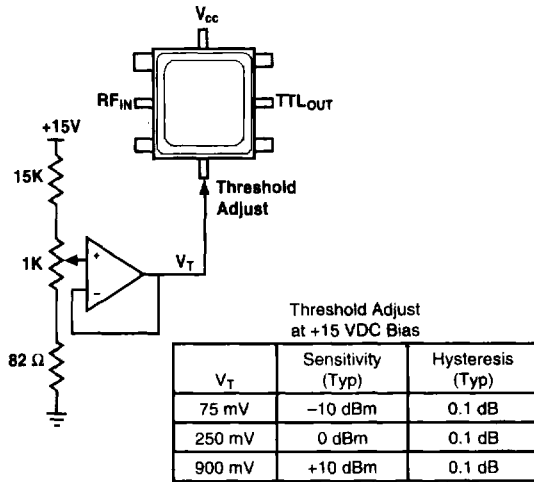 Vcc
RFIN
TTLOUT
+15V
15K
Threshold
Adjust
1K
+
−
VT
82 Ω
Threshold Adjust
at +15 VDC Bias
VT Sensitivity (Typ) Hysteresis (Typ)
75 mV −10 dBm 0.1 dB
250 mV 0 dBm 0.1 dB
900 mV +10 dBm 0.1 dB